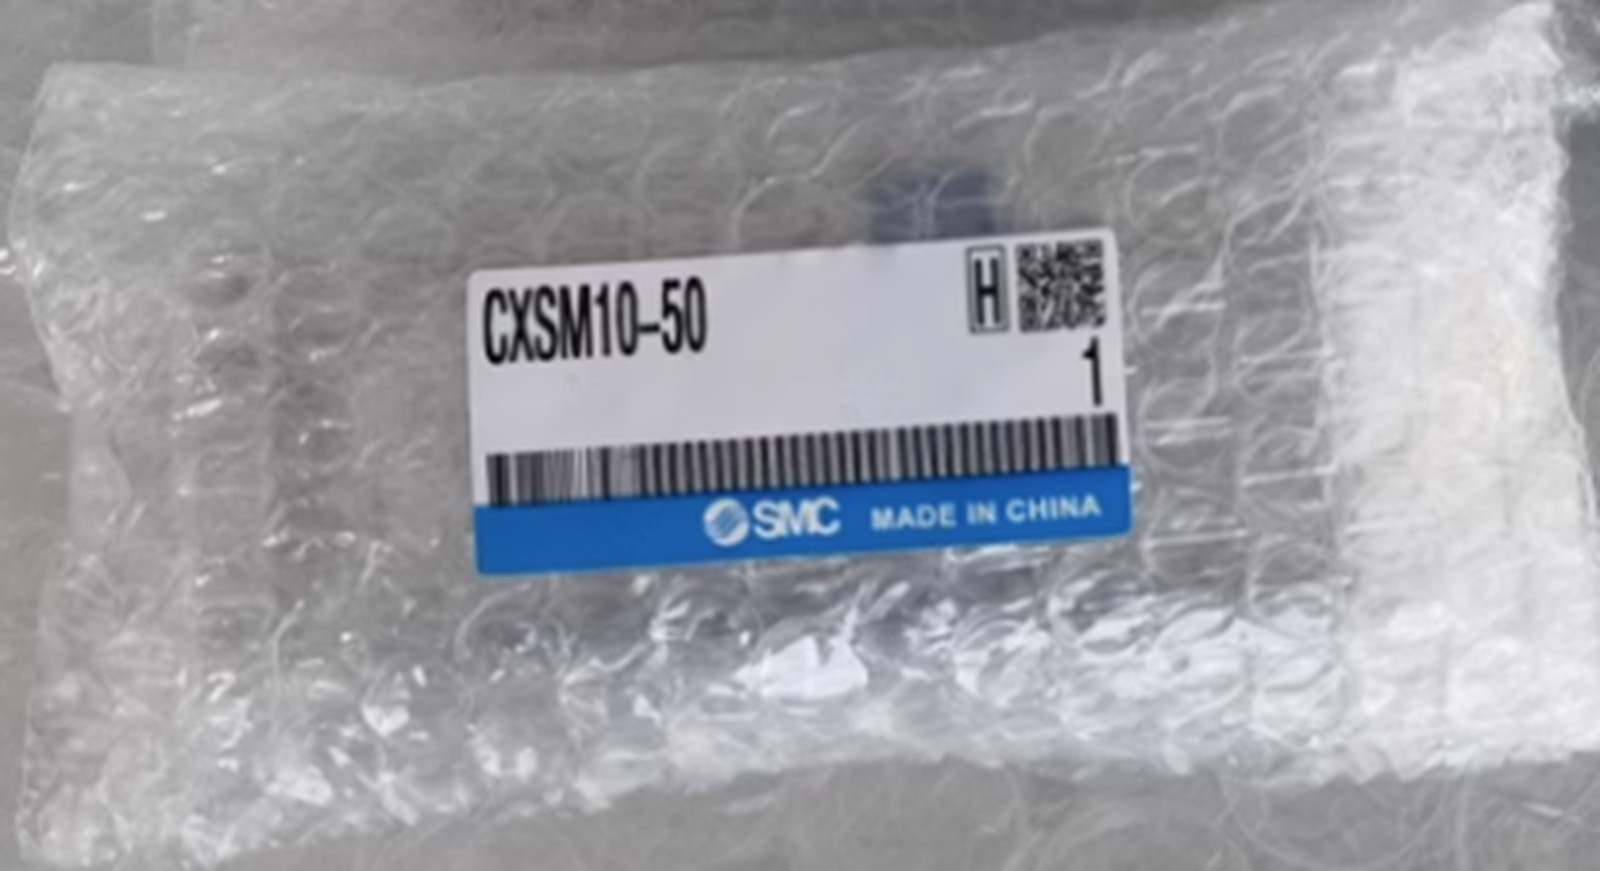 CXSM10-50 H
1
SMC MADE IN CHINA